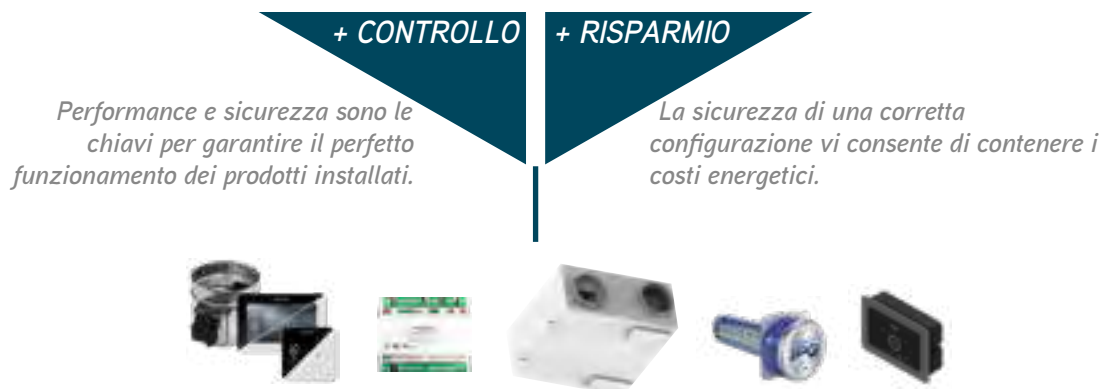 + CONTROLLO
+ RISPARMIO
Performance e sicurezza sono le
chiavi per garantire il perfetto
funzionamento dei prodotti installati.
La sicurezza di una corretta
configurazione vi consente di contenere i
costi energetici.